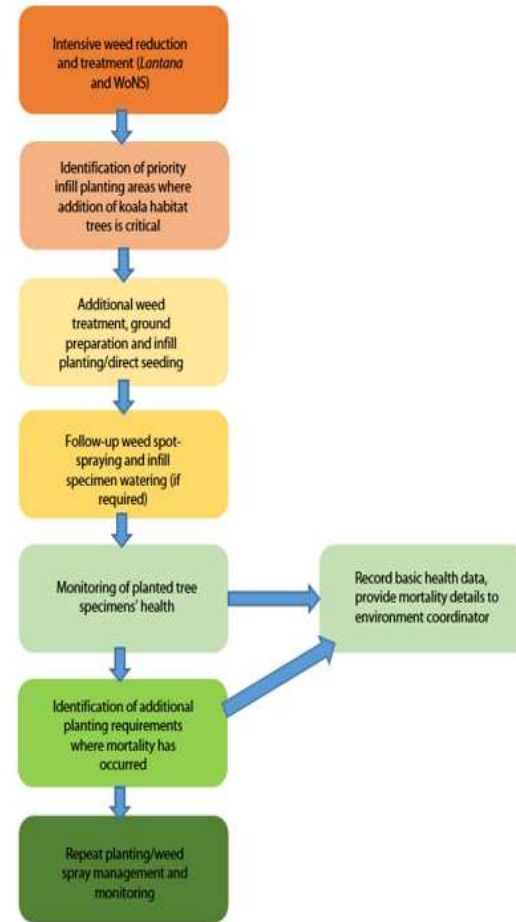 Intensive weed reduction
and treatment (Lantana
and WoNS)
Identification of priority
infill planting areas where
addition of koala habitat
trees is critical
Additional weed
treatment, ground
preparation and infill
planting/direct seeding
Follow-up weed spot-
spraying and infill
specimen watering (if
required)
Monitoring of planted tree
specimens' health
Record basic health data,
provide mortality details to
environment coordinator
Identification of additional
planting requirements
where mortality has
occurred
Repeat planting/weed
spray management and
monitoring